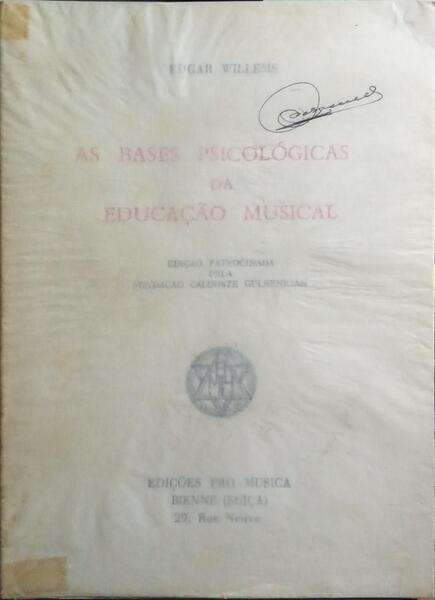 EDGAR WILLEMS
AS BASES PSICOLÓGICAS
DA
EDUCAÇÃO MUSICAL
EDIÇÃO PATROCINADA
PELA
FUNDAÇÃO CALOUSTE GULBENKIAN
EDIÇÕES PRO MUSICA
BIENNE (SUIÇA)
29, Rue Neuve